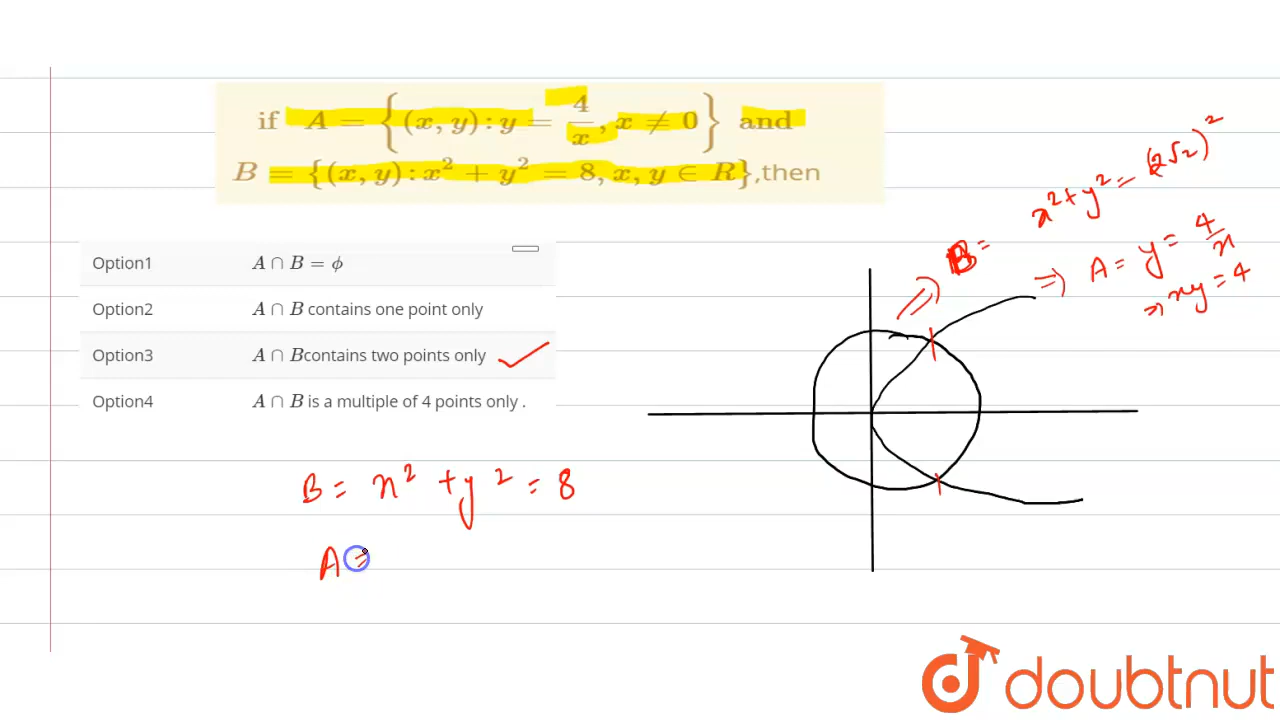 if A = { (x, y) : y = 4/x, x ≠ 0 } and
B = {(x, y) : x² + y² = 8, x, y ∈ R},then
Option1 A ∩ B = ϕ
Option2 A ∩ B contains one point only
Option3 A ∩ Bcontains two points only
Option4 A ∩ B is a multiple of 4 points only .
B = x² + y² = (2√2)²
⇒) A = y = 4/x
⇒ xy = 4
B = x² + y² = 8
A =
doubtnut